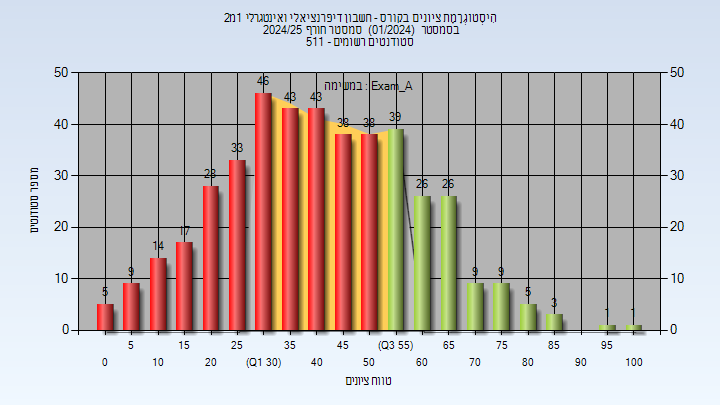 היסטוגרמת ציונים בקורס - חשבון דיפרנציאלי ואינטגרלי 1מ2
בסמסטר (01/2024) סמסטר חורף 2024/25
סטודנטים רשומים - 511
במשימה : Exam_A
מספר סטודנטים
50 50
40 40
30 30
20 20
10 10
0 0
5 9 14 17 28 33 46 43 43 38 38 39 26 26 9 9 5 3 1 1
5 15 25 35 45 (Q3 55) 65 75 85 95
0 10 20 (Q1 30) 40 50 60 70 80 90 100
טווח ציונים